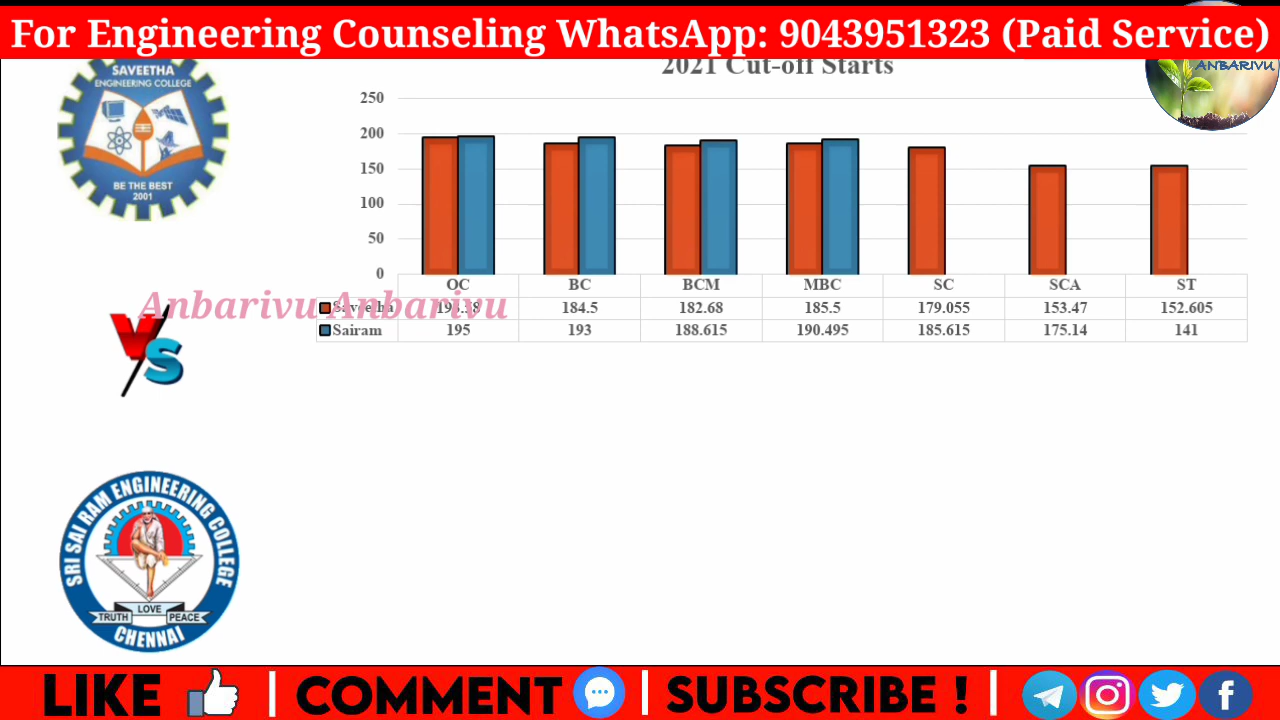 For Engineering Counseling WhatsApp: 9043951323 (Paid Service)
SAVEETHA
ENGINEERING COLLEGE
BE THE BEST
2001
2021 Cut-off Starts
ANBARIVU
250
200
150
100
50
0
OC BC BCM MBC SC SCA ST
Saveetha 184.5 182.68 185.5 179.055 153.47 152.605
Sairam 195 193 188.615 190.495 185.615 175.14 141
Anbarivu Anbarivu
VS
SRI SAI RAM ENGINEERING COLLEGE
TRUTH LOVE PEACE
CHENNAI
LIKE | COMMENT | SUBSCRIBE ! |